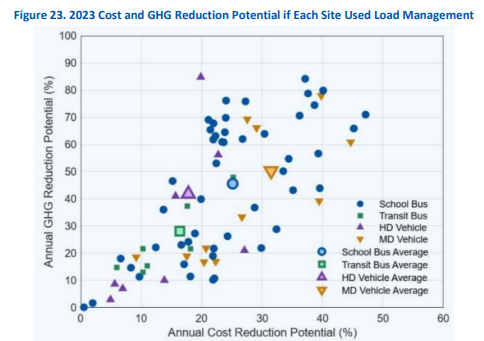 Figure 23. 2023 Cost and GHG Reduction Potential if Each Site Used Load Management
Annual GHG Reduction Potential (%)
100
90
80
70
60
50
40
30
20
10
0
School Bus
Transit Bus
HD Vehicle
MD Vehicle
School Bus Average
Transit Bus Average
HD Vehicle Average
MD Vehicle Average
0 10 20 30 40 50 60
Annual Cost Reduction Potential (%)